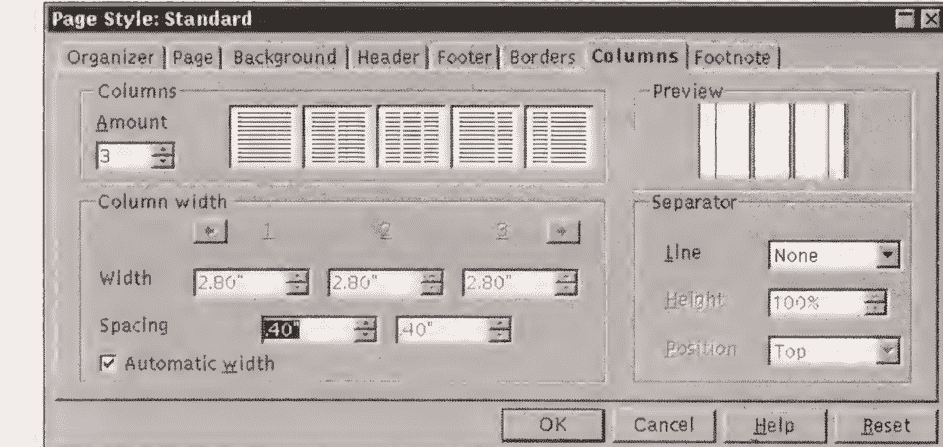 Page Style: Standard
Organizer Page Background Header Footer Borders Columns Footnote
Columns
Amount
3
Preview
Column width
1 2 3
Width 2.80" 2.80" 2.80"
Spacing .40" .40"
Automatic width
Separator
Line None
Height 100%
Position Top
OK Cancel Help Reset